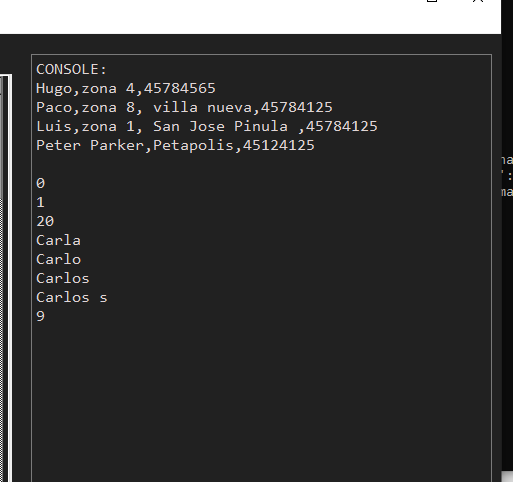 CONSOLE:
Hugo,zona 4,45784565
Paco,zona 8, villa nueva,45784125
Luis,zona 1, San Jose Pinula ,45784125
Peter Parker,Petapolis,45124125

0
1
20
Carla
Carlo
Carlos
Carlos s
9